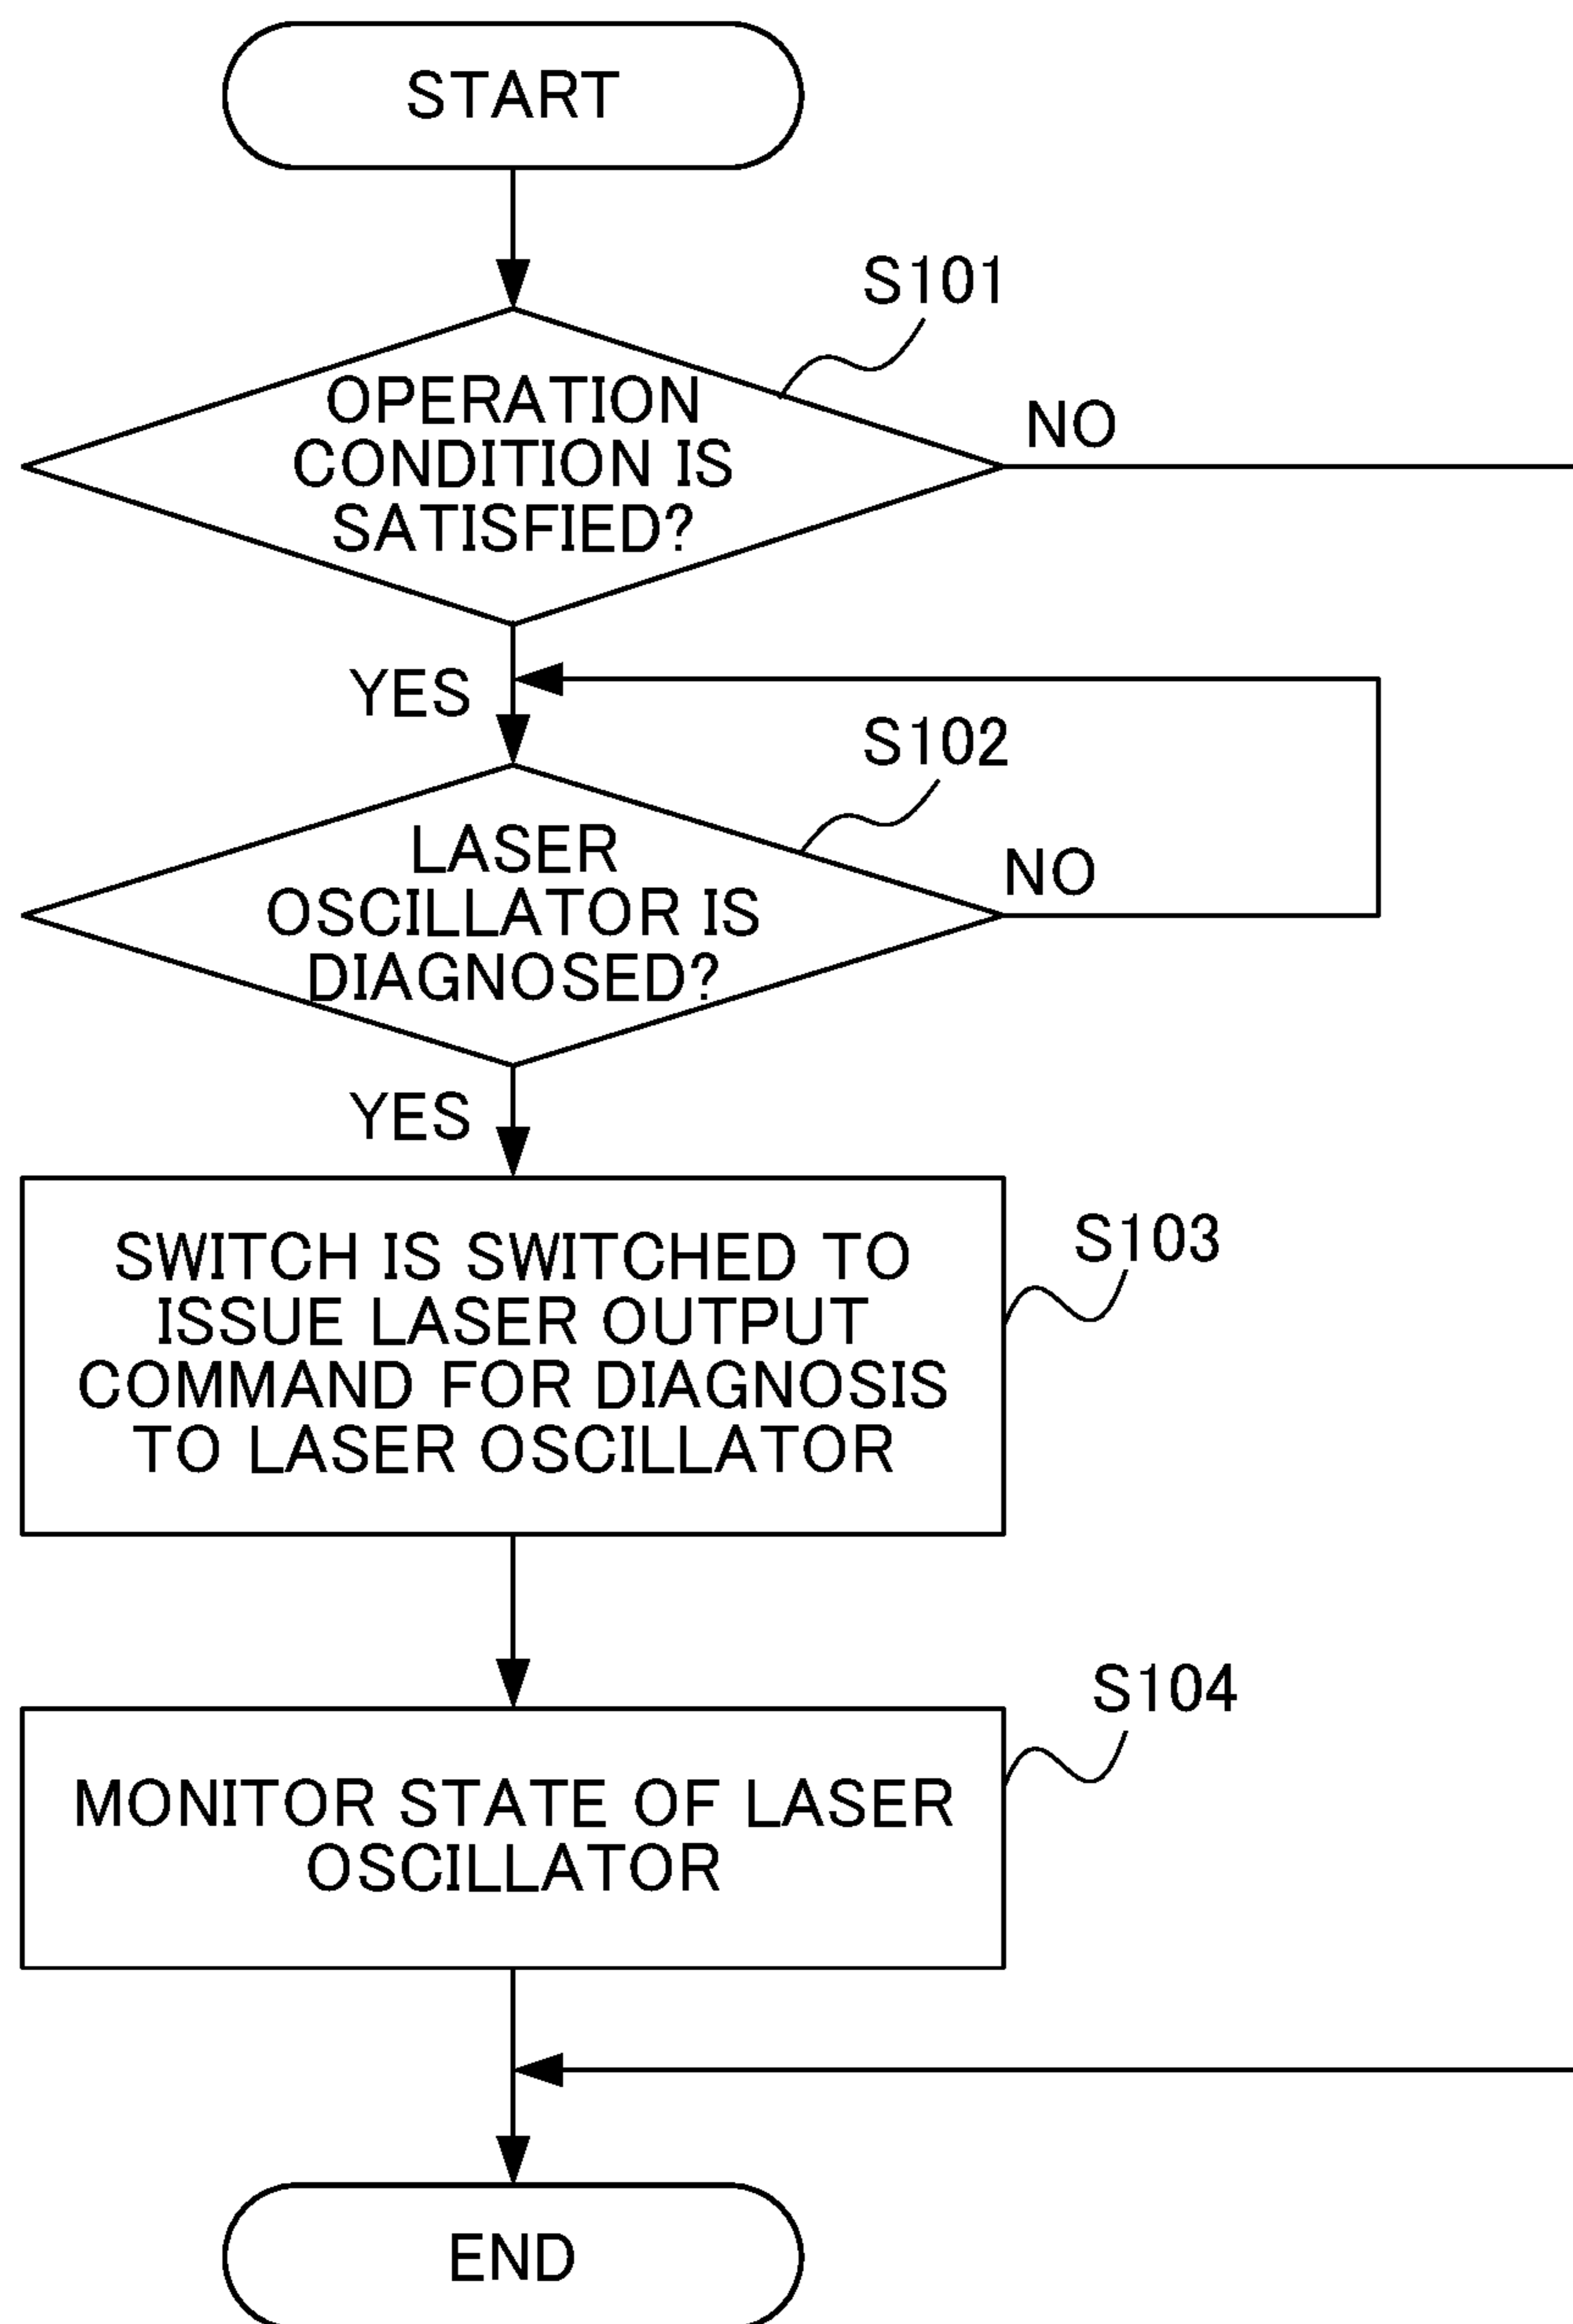 START
S101
OPERATION
CONDITION IS
SATISFIED?
NO
YES
S102
LASER
OSCILLATOR IS
DIAGNOSED?
NO
YES
SWITCH IS SWITCHED TO
ISSUE LASER OUTPUT
COMMAND FOR DIAGNOSIS
TO LASER OSCILLATOR
S103
MONITOR STATE OF LASER
OSCILLATOR
S104
END